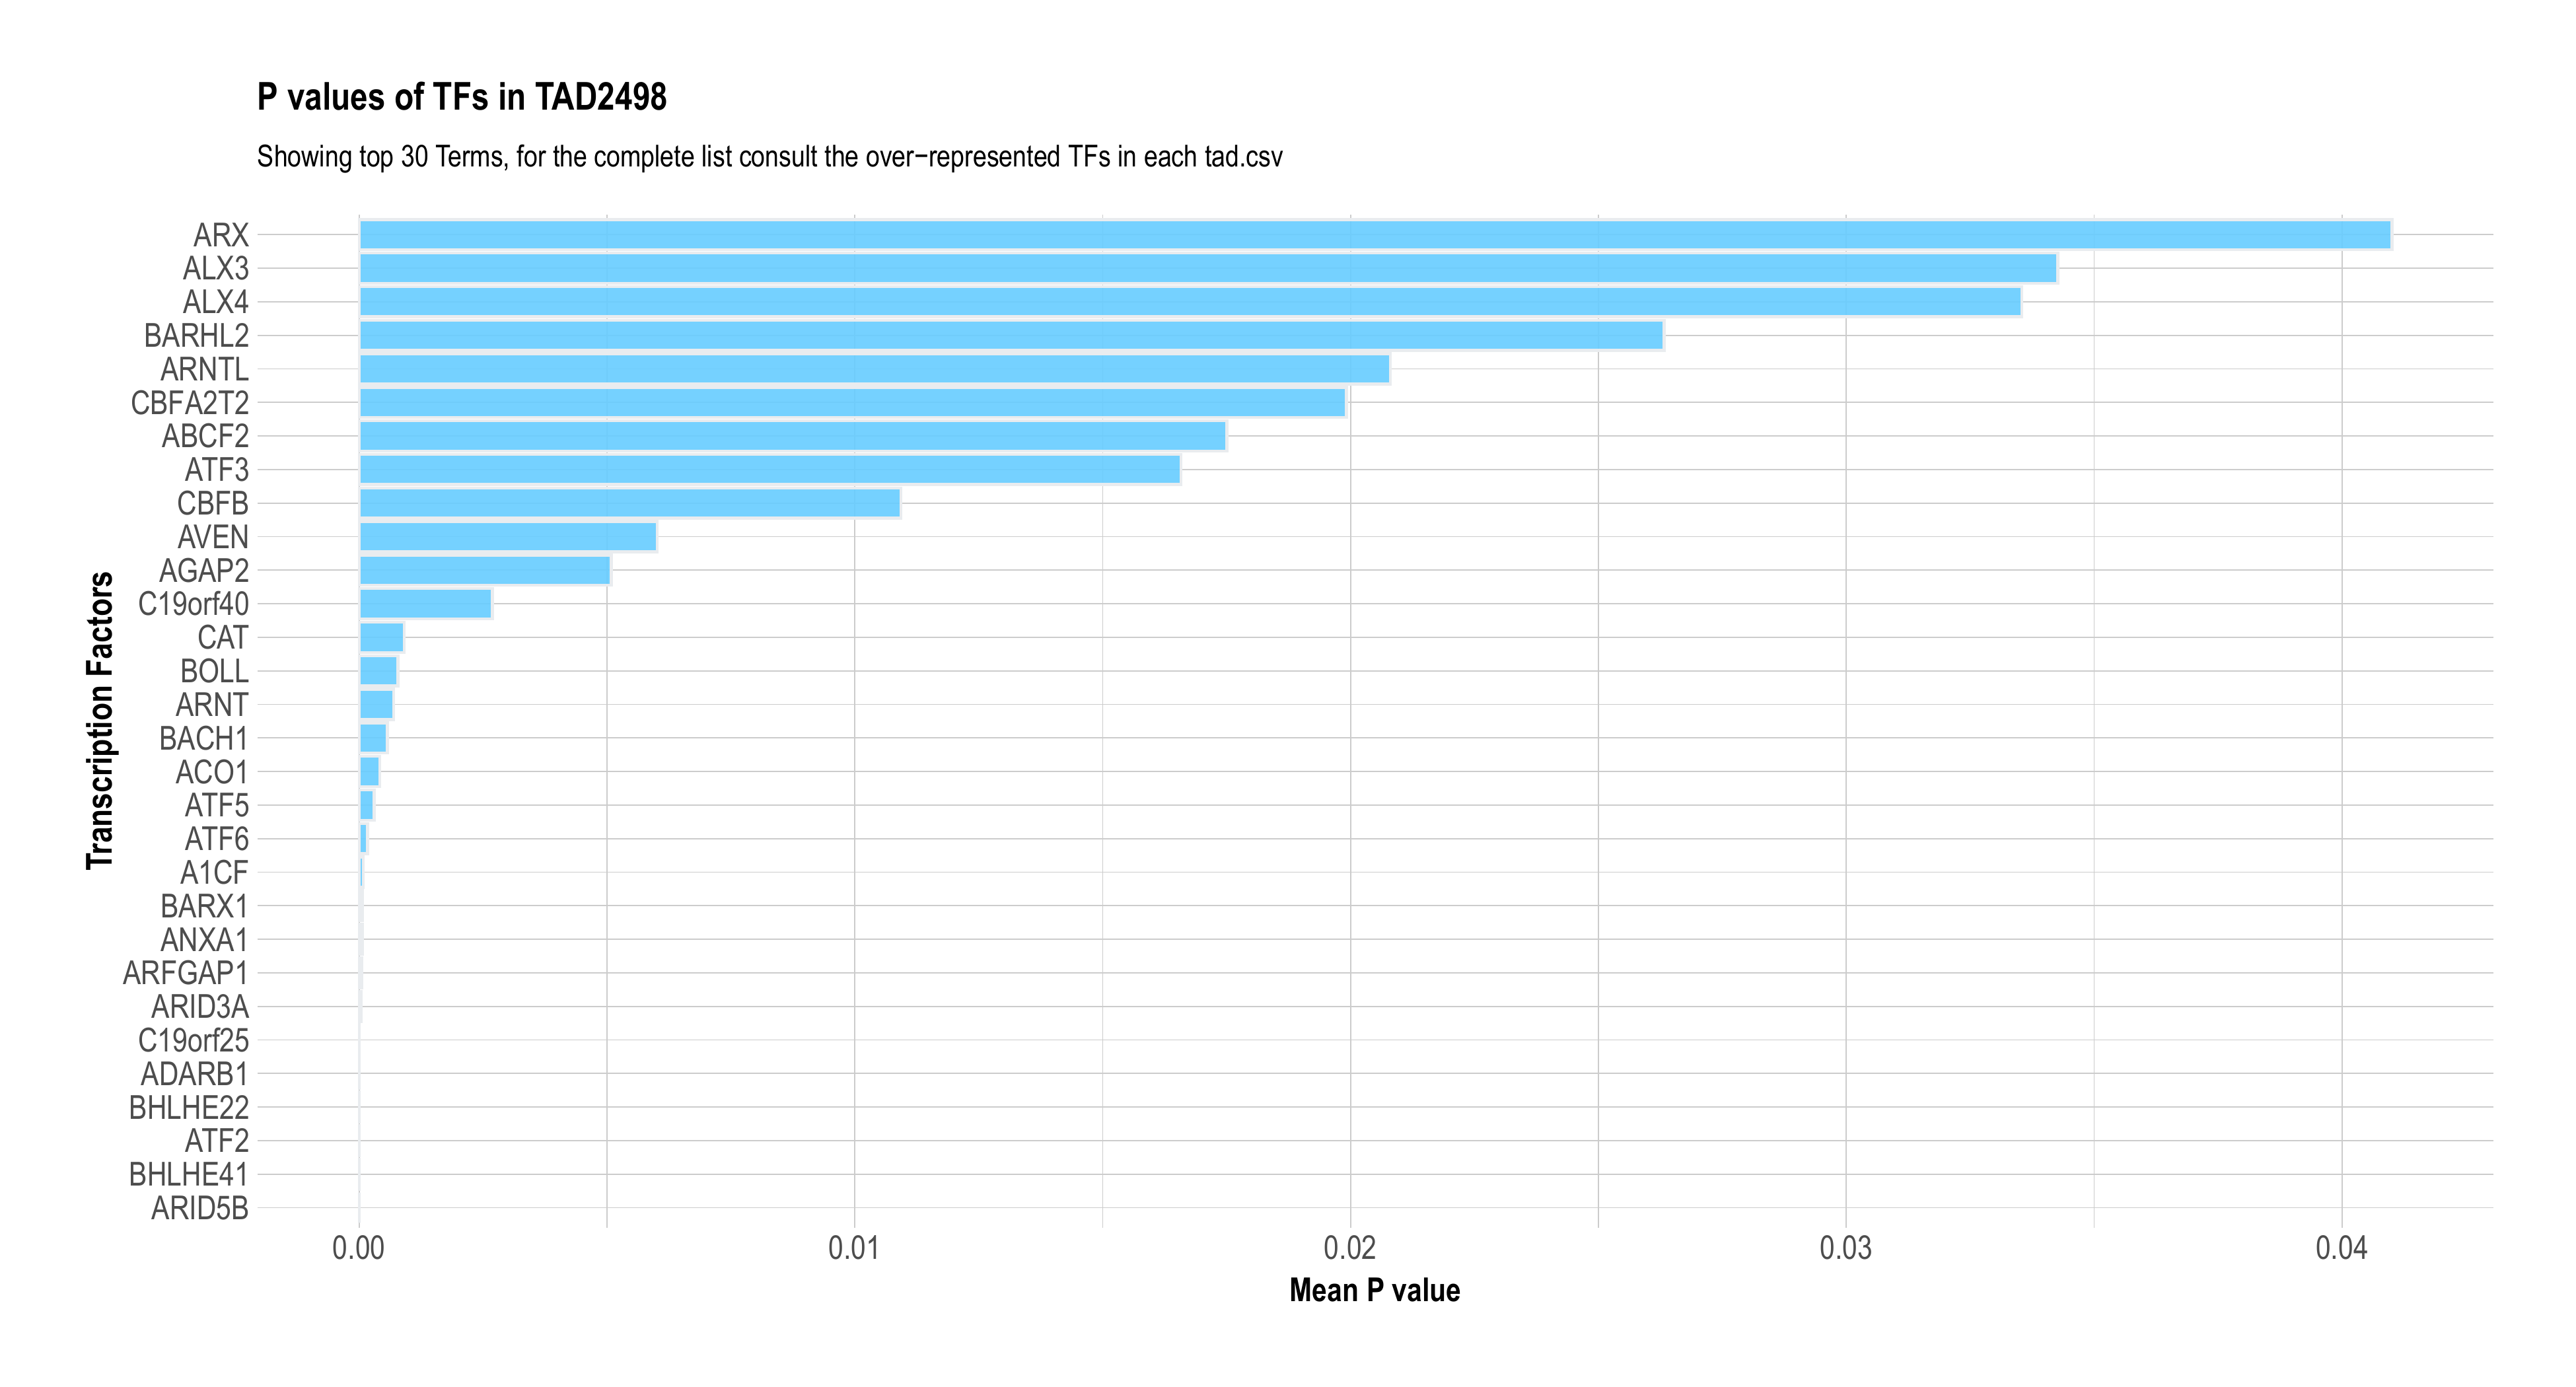 P values of TFs in TAD2498
Showing top 30 Terms, for the complete list consult the over−represented TFs in each tad.csv
ARX
ALX3
ALX4
BARHL2
ARNTL
CBFA2T2
ABCF2
ATF3
CBFB
AVEN
AGAP2
C19orf40
CAT
BOLL
ARNT
BACH1
ACO1
ATF5
ATF6
A1CF
BARX1
ANXA1
ARFGAP1
ARID3A
C19orf25
ADARB1
BHLHE22
ATF2
BHLHE41
ARID5B
Transcription Factors
0.00 0.01 0.02 0.03 0.04
Mean P value